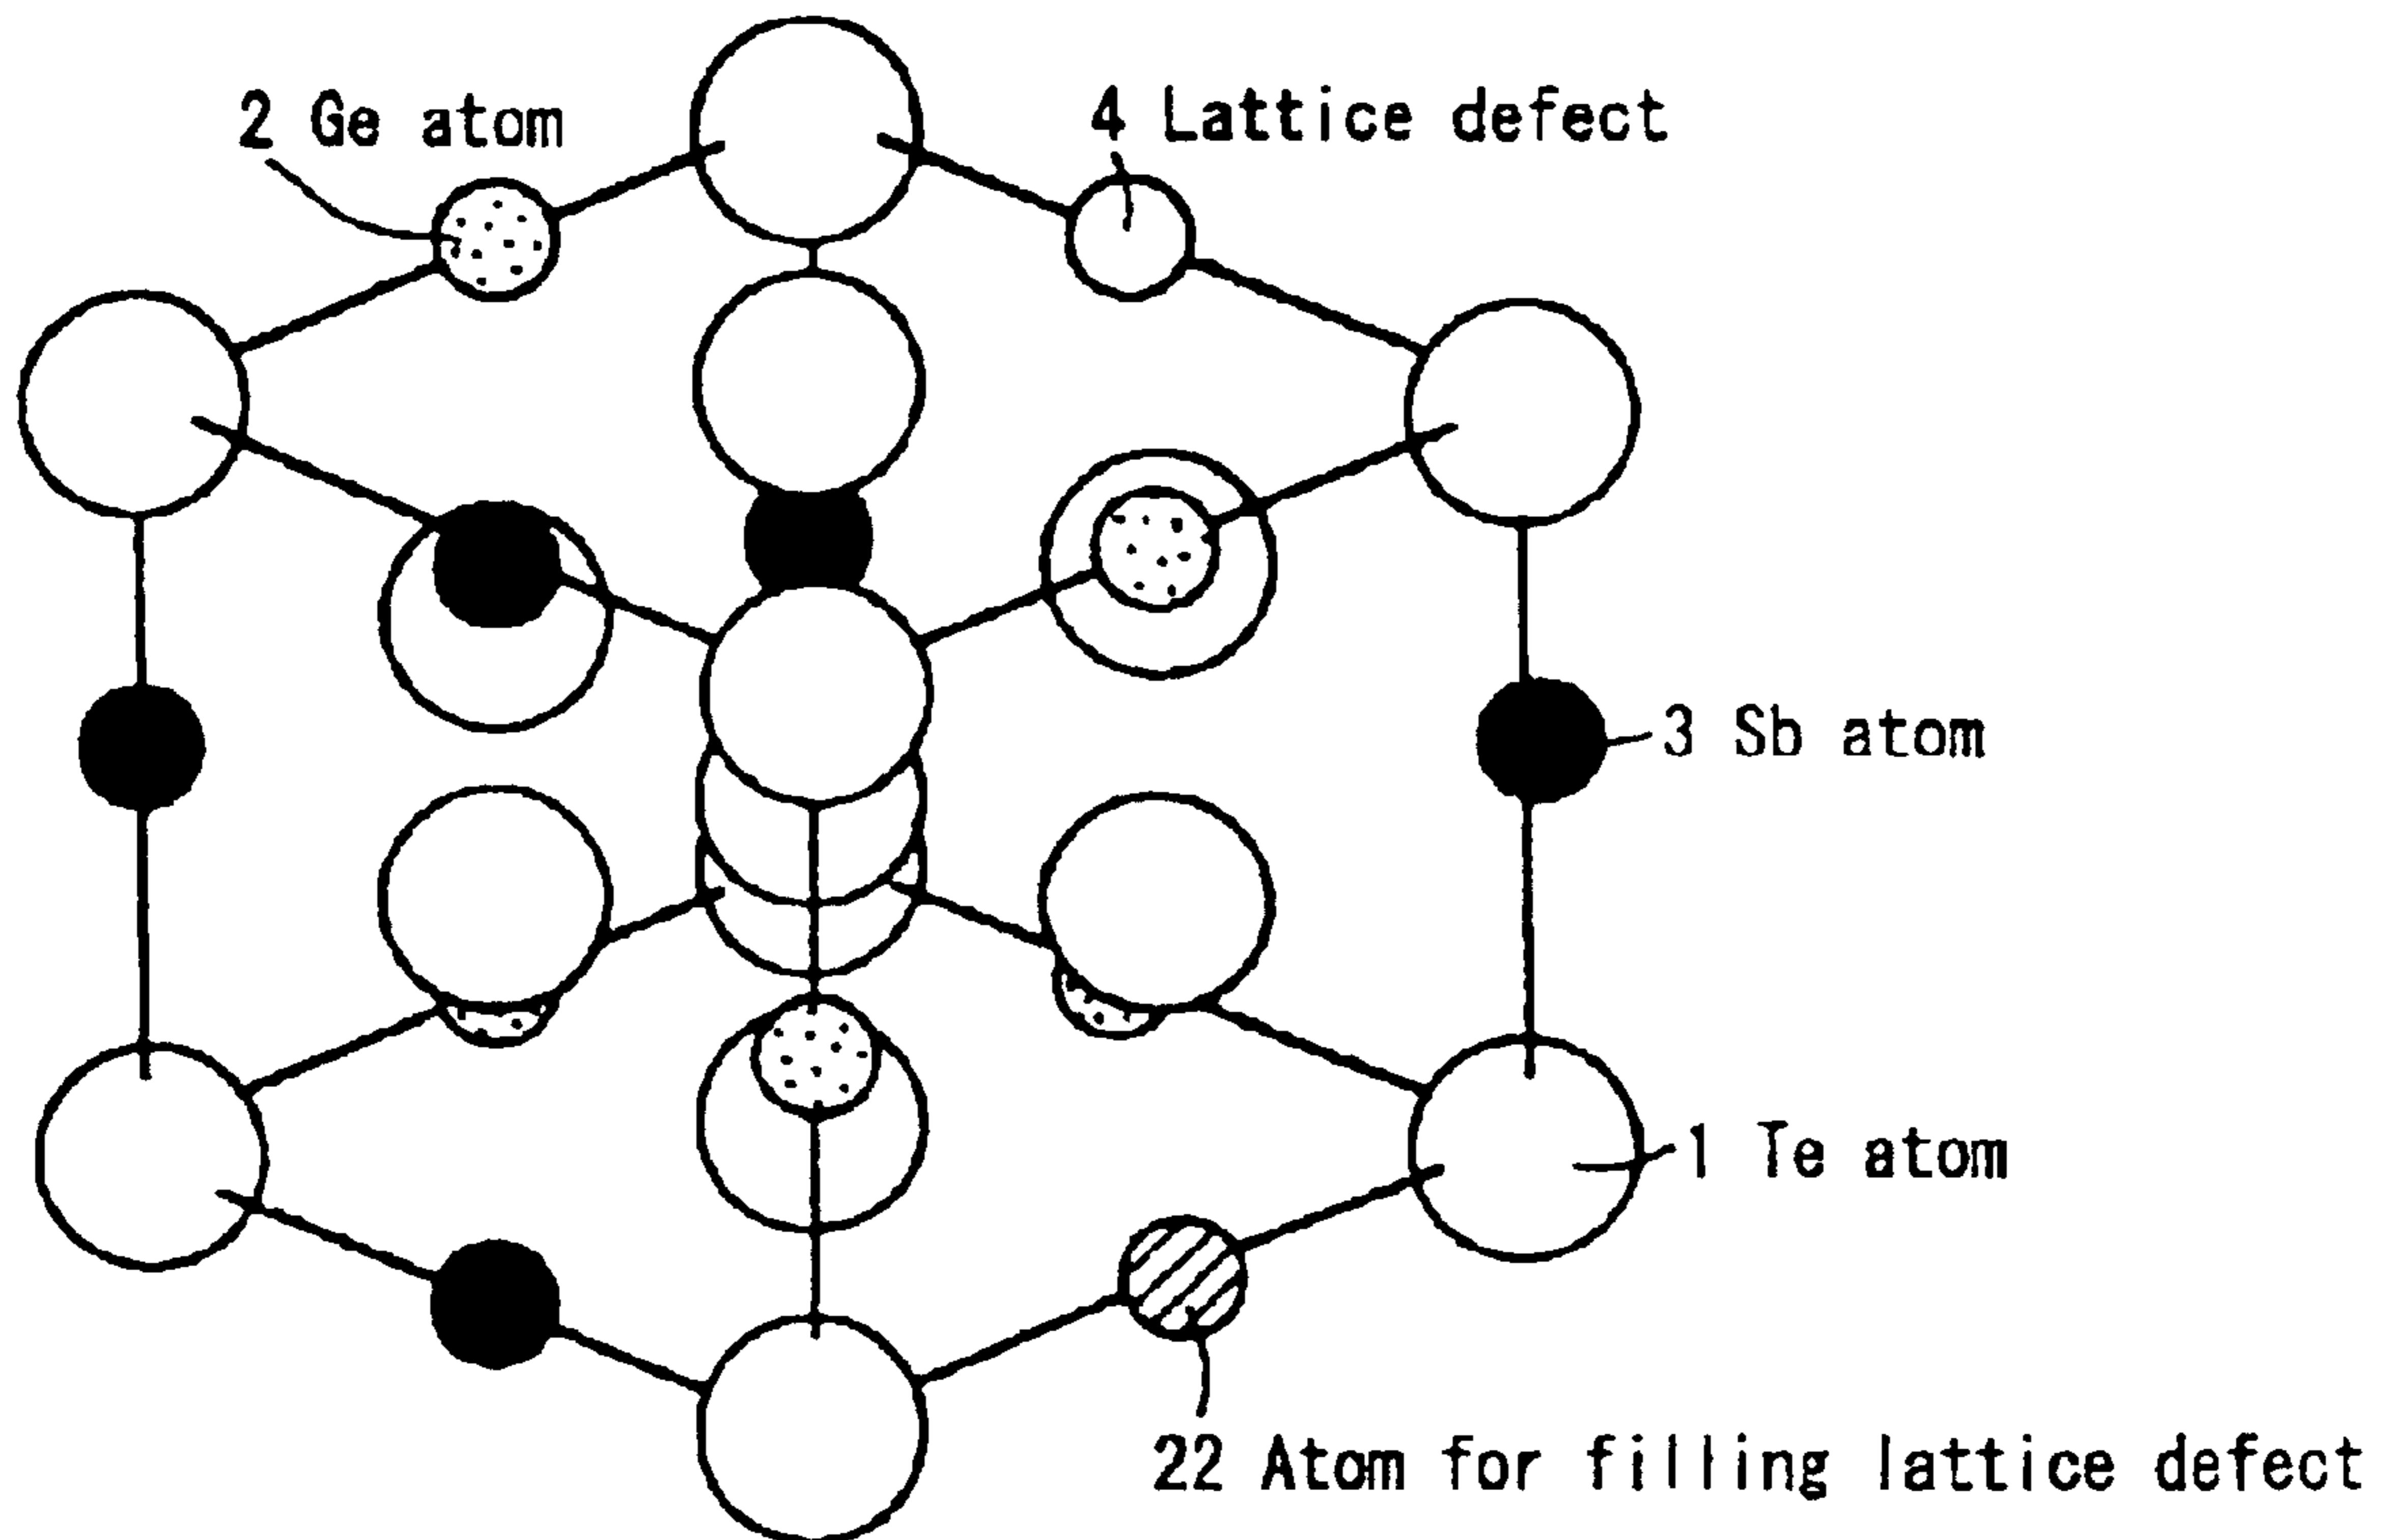 2 Ge atom
4 Lattice defect
3 Sb atom
1 Te atom
22 Atom for filling lattice defect